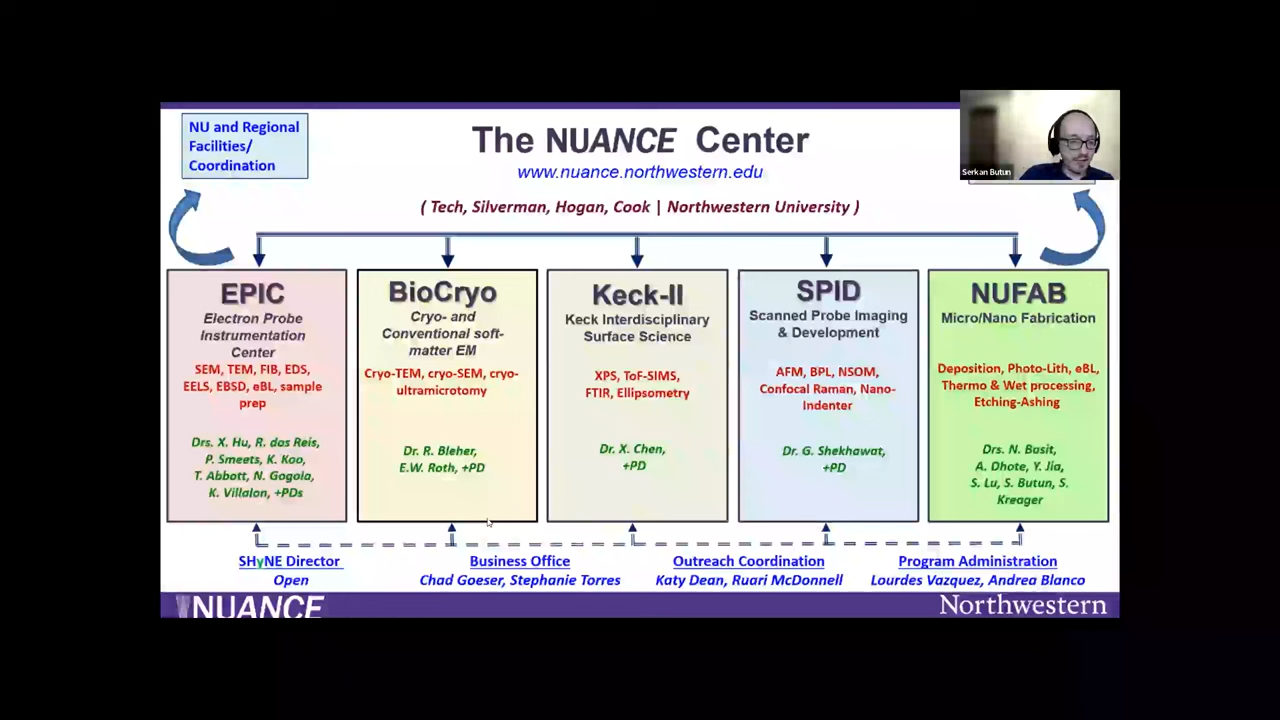 NU and Regional
Facilities/
Coordination
The NUANCE Center
www.nuance.northwestern.edu
( Tech, Silverman, Hogan, Cook | Northwestern University )
Serkan Butun
EPIC
Electron Probe
Instrumentation
Center
SEM, TEM, FIB, EDS,
EELS, EBSD, eBL, sample
prep
Drs. X. Hu, R. dos Reis,
P. Smeets, K. Koo,
T. Abbott, N. Gogola,
K. Villalon, +PDs
BioCryo
Cryo- and
Conventional soft-
matter EM
Cryo-TEM, cryo-SEM, cryo-
ultramicrotomy
Dr. R. Bleher,
E.W. Roth, +PD
Keck-II
Keck Interdisciplinary
Surface Science
XPS, ToF-SIMS,
FTIR, Ellipsometry
Dr. X. Chen,
+PD
SPID
Scanned Probe Imaging
& Development
AFM, BPL, NSOM,
Confocal Raman, Nano-
Indenter
Dr. G. Shekhawat,
+PD
NUFAB
Micro/Nano Fabrication
Deposition, Photo-Lith, eBL,
Thermo & Wet processing,
Etching-Ashing
Drs. N. Basit,
A. Dhote, Y. Jia,
S. Lu, S. Butun, S.
Kreager
SHyNE Director
Open
Business Office
Chad Goeser, Stephanie Torres
Outreach Coordination
Katy Dean, Ruari McDonnell
Program Administration
Lourdes Vazquez, Andrea Blanco
NUANCE
Northwestern